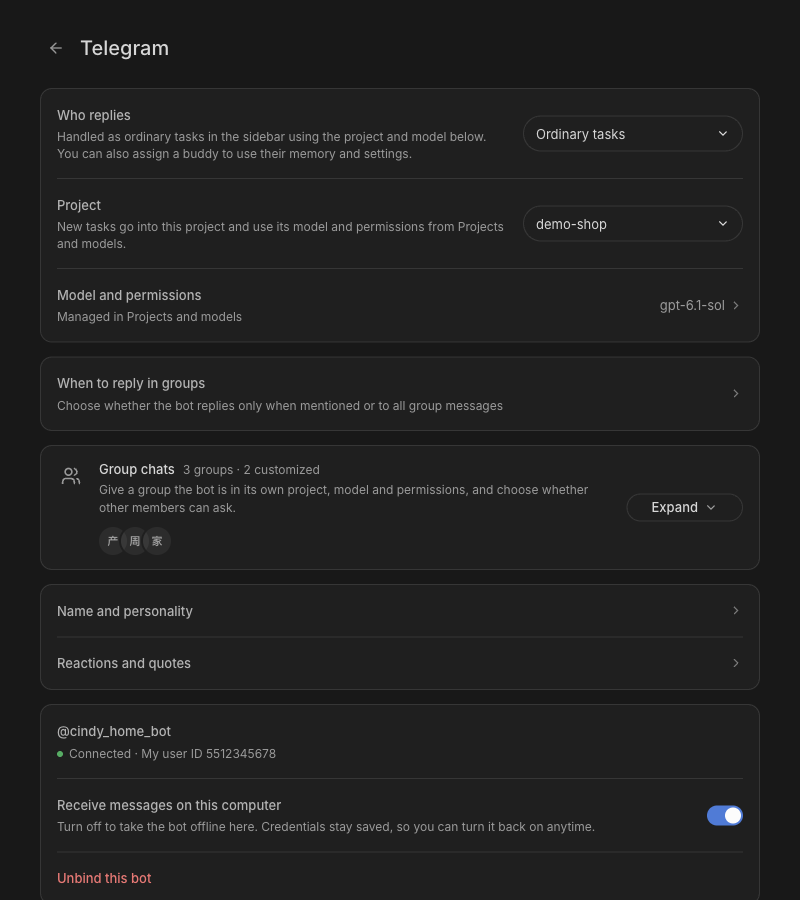 Telegram
Who replies
Handled as ordinary tasks in the sidebar using the project and model below.
You can also assign a buddy to use their memory and settings.
Ordinary tasks
Project
New tasks go into this project and use its model and permissions from Projects
and models.
demo-shop
Model and permissions
Managed in Projects and models
gpt-6.1-sol
When to reply in groups
Choose whether the bot replies only when mentioned or to all group messages
Group chats 3 groups · 2 customized
Give a group the bot is in its own project, model and permissions, and choose whether
other members can ask.
Expand
产 周 家
Name and personality
Reactions and quotes
@cindy_home_bot
Connected · My user ID 5512345678
Receive messages on this computer
Turn off to take the bot offline here. Credentials stay saved, so you can turn it back on anytime.
Unbind this bot